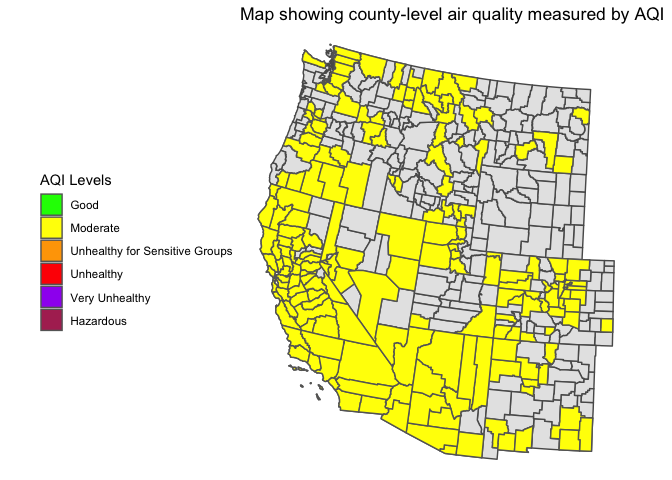 Map showing county-level air quality measured by AQI
AQI Levels
Good
Moderate
Unhealthy for Sensitive Groups
Unhealthy
Very Unhealthy
Hazardous